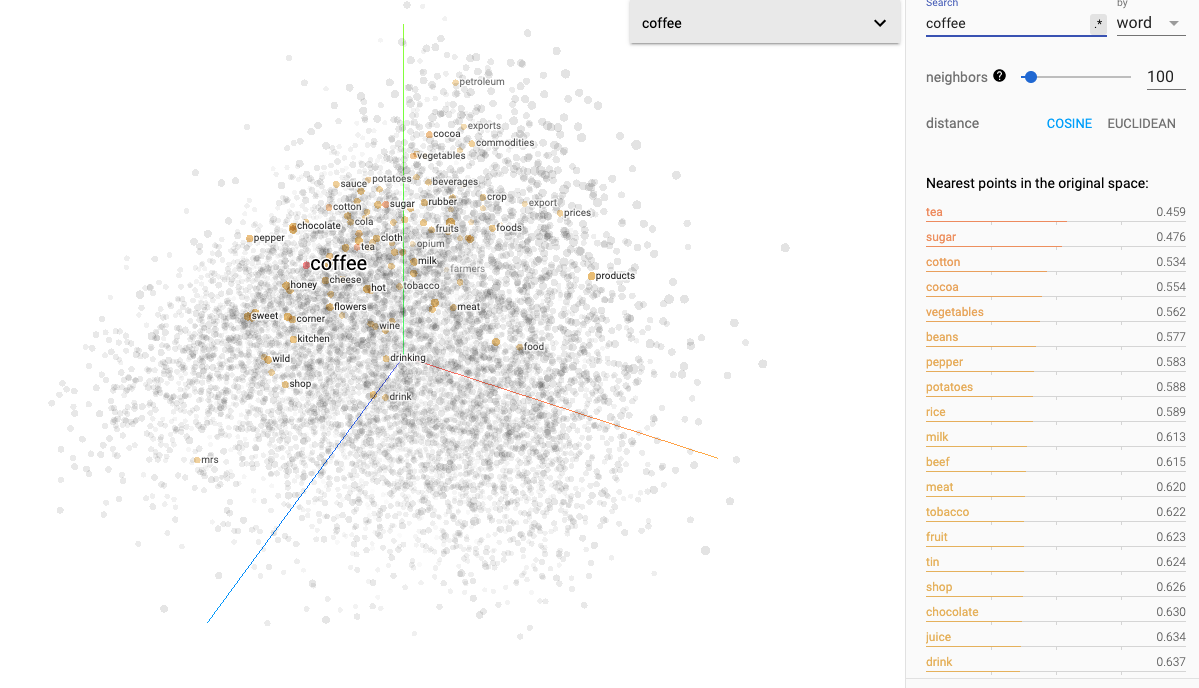 Search
by
coffee
coffee
.*
word
neighbors
?
100
distance
COSINE
EUCLIDEAN
Nearest points in the original space:
tea 0.459
sugar 0.476
cotton 0.534
cocoa 0.554
vegetables 0.562
beans 0.577
pepper 0.583
potatoes 0.588
rice 0.589
milk 0.613
beef 0.615
meat 0.620
tobacco 0.622
fruit 0.623
tin 0.624
shop 0.626
chocolate 0.630
juice 0.634
drink 0.637
petroleum
exports
cocoa
commodities
vegetables
potatoes
beverages
sauce
crop
rubber
export
sugar
cotton
prices
cola
chocolate
fruits
foods
pepper
cloth
opium
tea
milk
coffee
farmers
products
cheese
honey
hot
tobacco
flowers
meat
sweet
corner
wine
kitchen
food
wild
drinking
shop
drink
mrs